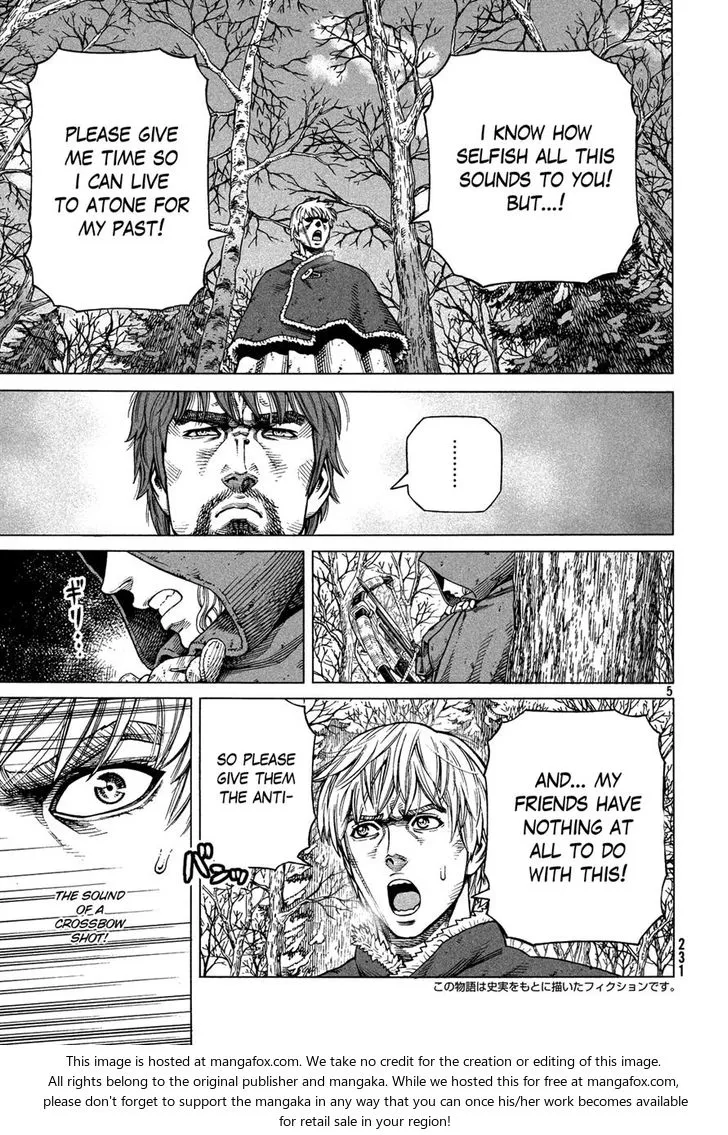 I KNOW HOW
SELFISH ALL THIS
SOUNDS TO YOU!
BUT...!
PLEASE GIVE
ME TIME SO
I CAN LIVE
TO ATONE FOR
MY PAST!
........
ギリ…
5
AND... MY
FRIENDS HAVE
NOTHING AT
ALL TO DO
WITH THIS!
SO PLEASE
GIVE THEM
THE ANTI-
バシュッ
THE SOUND
OF A
CROSSBOW
SHOT!
231
この物語は史実をもとに描いたフィクションです。
This image is hosted at mangafox.com. We take no credit for the creation or editing of this image.
All rights belong to the original publisher and mangaka. While we hosted this for free at mangafox.com,
please don't forget to support the mangaka in any way that you can once his/her work becomes available
for retail sale in your region!